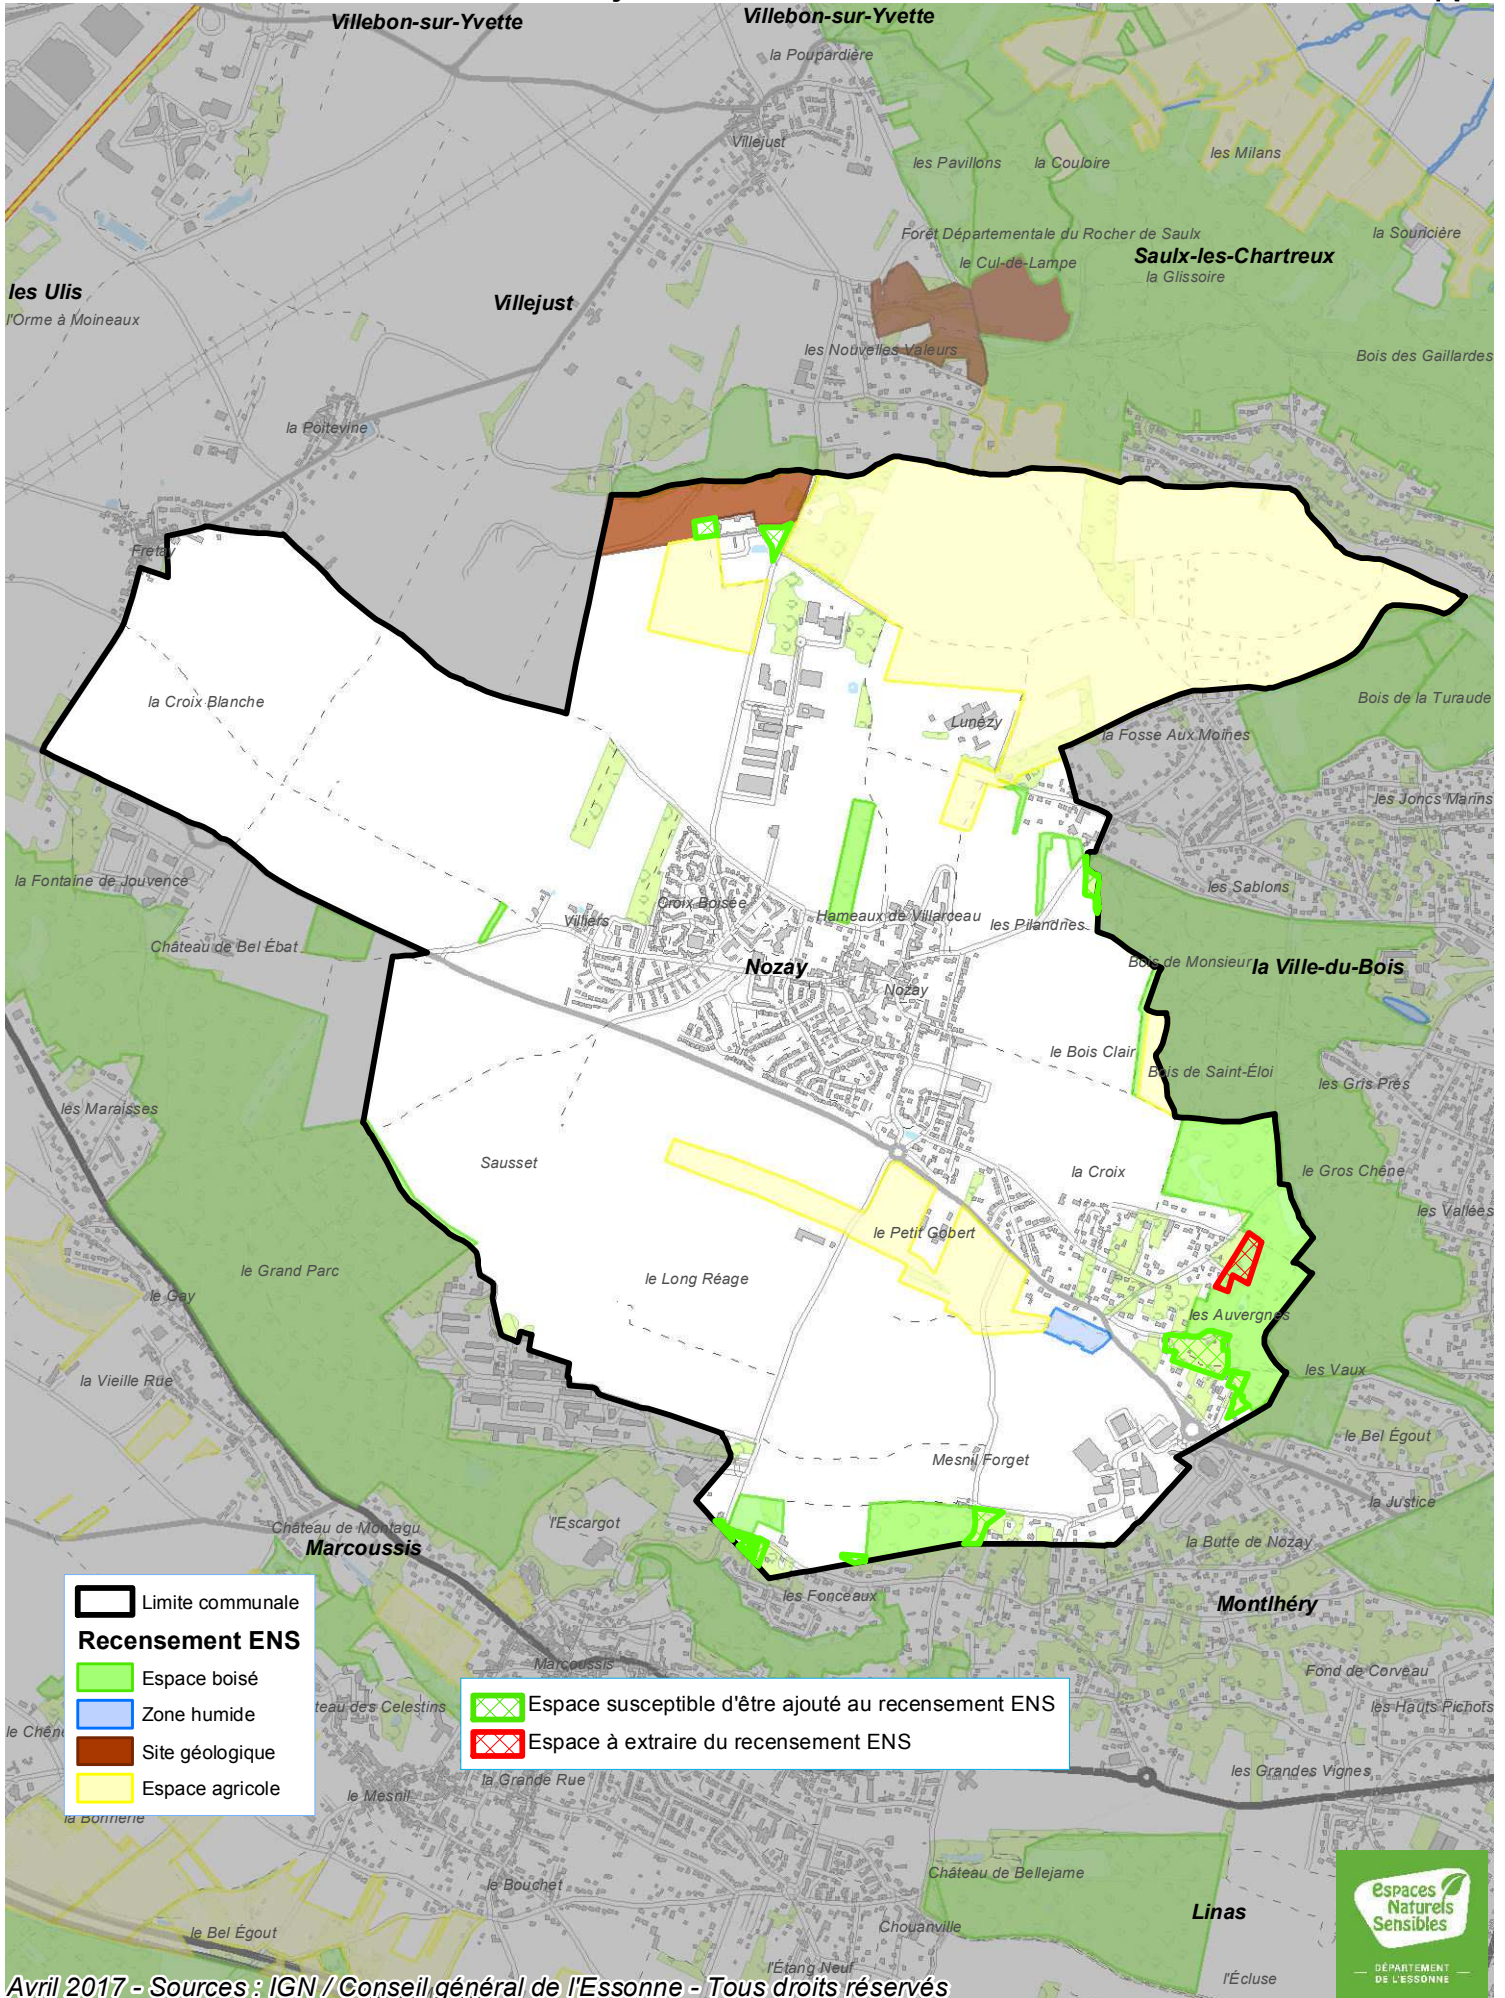 Villebon-sur-Yvette
Villebon-sur-Yvette
la Poupardière
Villejust
les Pavillons
la Couloire
les Milans
Forêt Départementale du Rocher de Saulx
la Souricière
le Cul-de-Lampe
Saulx-les-Chartreux
la Glissoire
les Ulis
l'Orme à Moineaux
Villejust
les Nouvelles Valeurs
Bois des Gaillardes
la Poitevine
Fretay
la Croix Blanche
Lunézy
Bois de la Turaude
la Fosse Aux Moines
les Joncs Marins
la Fontaine de Jouvence
les Sablons
Croix Boisée
Villiers
Hameaux de Villarceau
les Pilandries
Château de Bel Ébat
Nozay
Bois de Monsieur
la Ville-du-Bois
Nozay
le Bois Clair
Bois de Saint-Éloi
les Gris Prés
les Maraisses
Sausset
la Croix
le Gros Chêne
les Vallées
le Petit Gobert
le Grand Parc
le Long Réage
le Gay
les Auvergnes
les Vaux
la Vieille Rue
le Bel Égout
Mesnil Forget
la Justice
l'Escargot
Château de Montagu
Marcoussis
la Butte de Nozay
les Fonceaux
Montlhéry
Limite communale
Recensement ENS
Espace boisé
Zone humide
Site géologique
Espace agricole
Marcoussis
Fond de Corveau
teau des Celestins
les Hauts Pichots
le Chêne
Espace susceptible d'être ajouté au recensement ENS
Espace à extraire du recensement ENS
la Grande Rue
les Grandes Vignes
le Mesnil
la Bonnerie
Château de Bellejame
le Bouchet
Linas
Chouanville
le Bel Égout
l'Étang Neuf
l'Écluse
espaces
Naturels
Sensibles
DÉPARTEMENT
DE L'ESSONNE
Avril 2017 - Sources : IGN / Conseil général de l'Essonne - Tous droits réservés